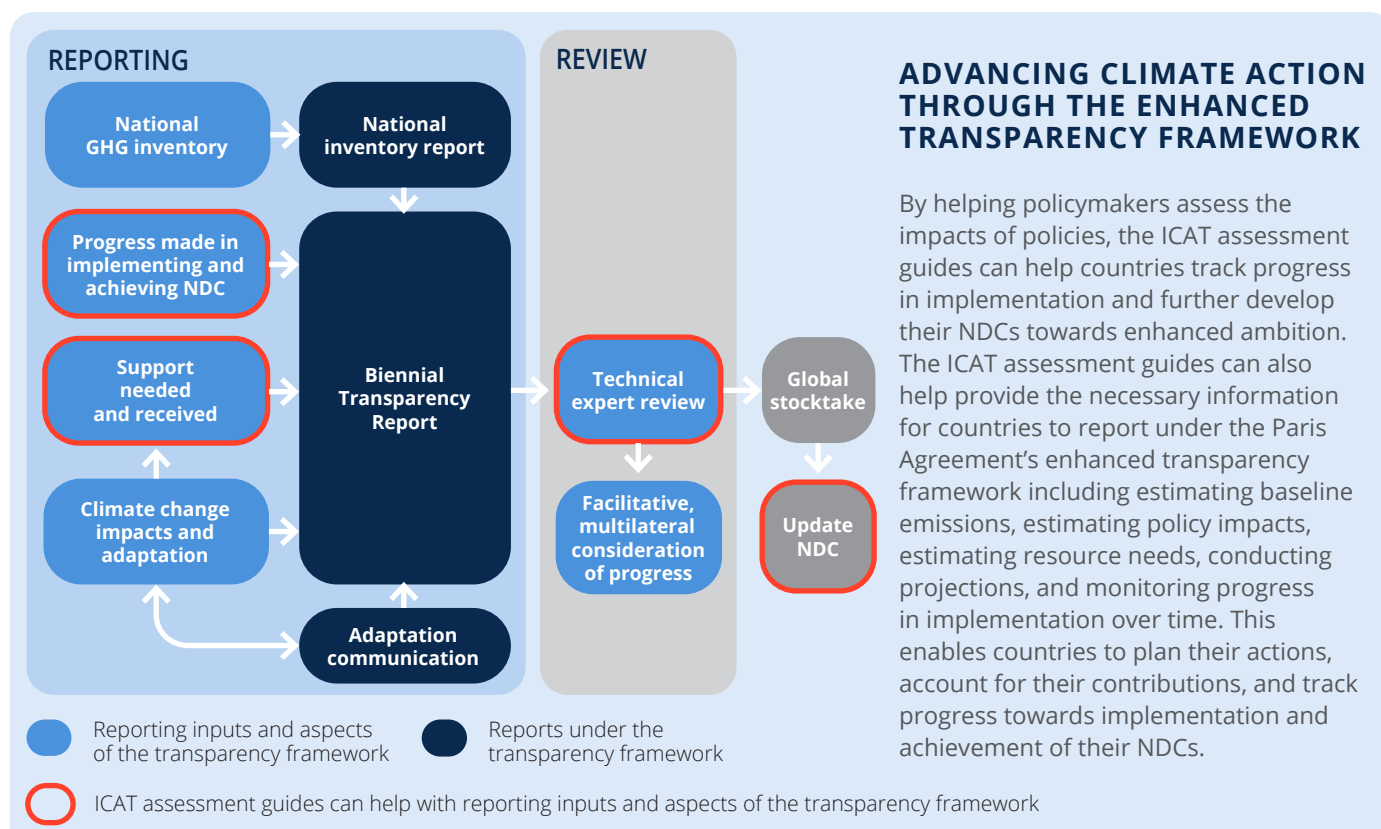 REPORTING
National
GHG inventory
National
inventory report
Progress made in
implementing and
achieving NDC
Support
needed
and received
Climate change
impacts and
adaptation
Biennial
Transparency
Report
Adaptation
communication
REVIEW
Technical
expert review
Facilitative,
multilateral
consideration
of progress
Global
stocktake
Update
NDC
ADVANCING CLIMATE ACTION
THROUGH THE ENHANCED
TRANSPARENCY FRAMEWORK
By helping policymakers assess the
impacts of policies, the ICAT assessment
guides can help countries track progress
in implementation and further develop
their NDCs towards enhanced ambition.
The ICAT assessment guides can also
help provide the necessary information
for countries to report under the Paris
Agreement’s enhanced transparency
framework including estimating baseline
emissions, estimating policy impacts,
estimating resource needs, conducting
projections, and monitoring progress
in implementation over time. This
enables countries to plan their actions,
account for their contributions, and track
progress towards implementation and
achievement of their NDCs.
Reporting inputs and aspects
of the transparency framework
Reports under the
transparency framework
ICAT assessment guides can help with reporting inputs and aspects of the transparency framework